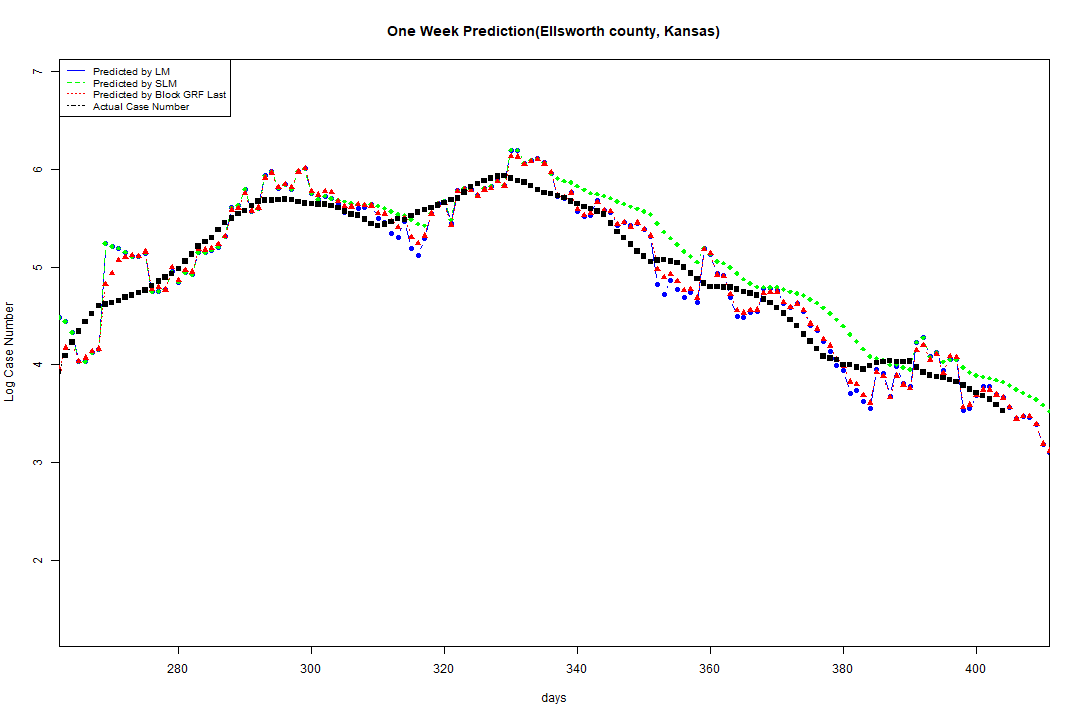 One Week Prediction(Ellsworth county, Kansas)
Predicted by LM
Predicted by SLM
Predicted by Block GRF Last
Actual Case Number
7
6
5
4
3
2
Log Case Number
280 300 320 340 360 380 400
days